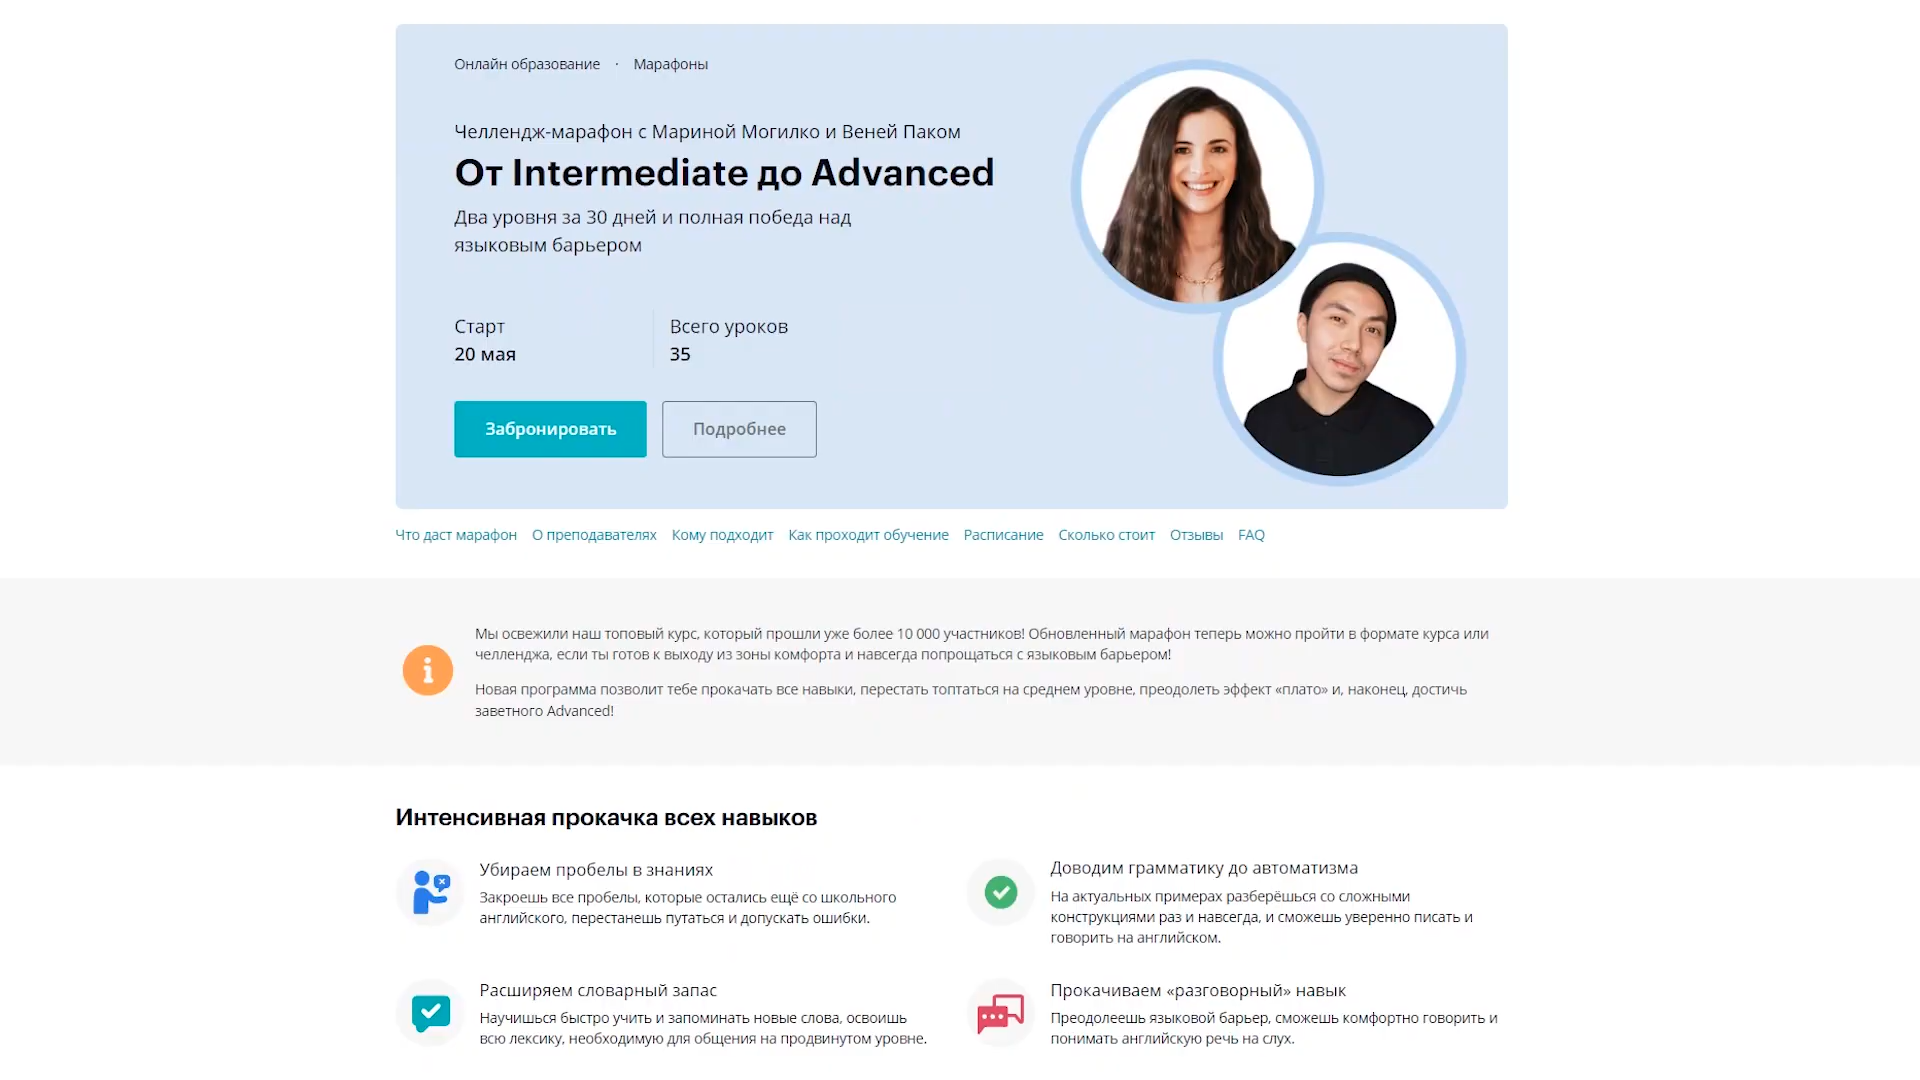 Онлайн образование · Марафоны
Челлендж-марафон с Мариной Могилко и Веней Паком
От Intermediate до Advanced
Два уровня за 30 дней и полная победа над
языковым барьером
Старт
20 мая
Всего уроков
35
Забронировать
Подробнее
Что даст марафон О преподавателях Кому подходит Как проходит обучение Расписание Сколько стоит Отзывы FAQ
Мы освежили наш топовый курс, который прошли уже более 10 000 участников! Обновленный марафон теперь можно пройти в формате курса или
челленджа, если ты готов к выходу из зоны комфорта и навсегда попрощаться с языковым барьером!
Новая программа позволит тебе прокачать все навыки, перестать топтаться на среднем уровне, преодолеть эффект «плато» и, наконец, достичь
заветного Advanced!
Интенсивная прокачка всех навыков
Убираем пробелы в знаниях
Закроешь все пробелы, которые остались ещё со школьного
английского, перестанешь путаться и допускать ошибки.
Доводим грамматику до автоматизма
На актуальных примерах разберёшься со сложными
конструкциями раз и навсегда, и сможешь уверенно писать и
говорить на английском.
Расширяем словарный запас
Научишься быстро учить и запоминать новые слова, освоишь
всю лексику, необходимую для общения на продвинутом уровне.
Прокачиваем «разговорный» навык
Преодолеешь языковой барьер, сможешь комфортно говорить и
понимать английскую речь на слух.